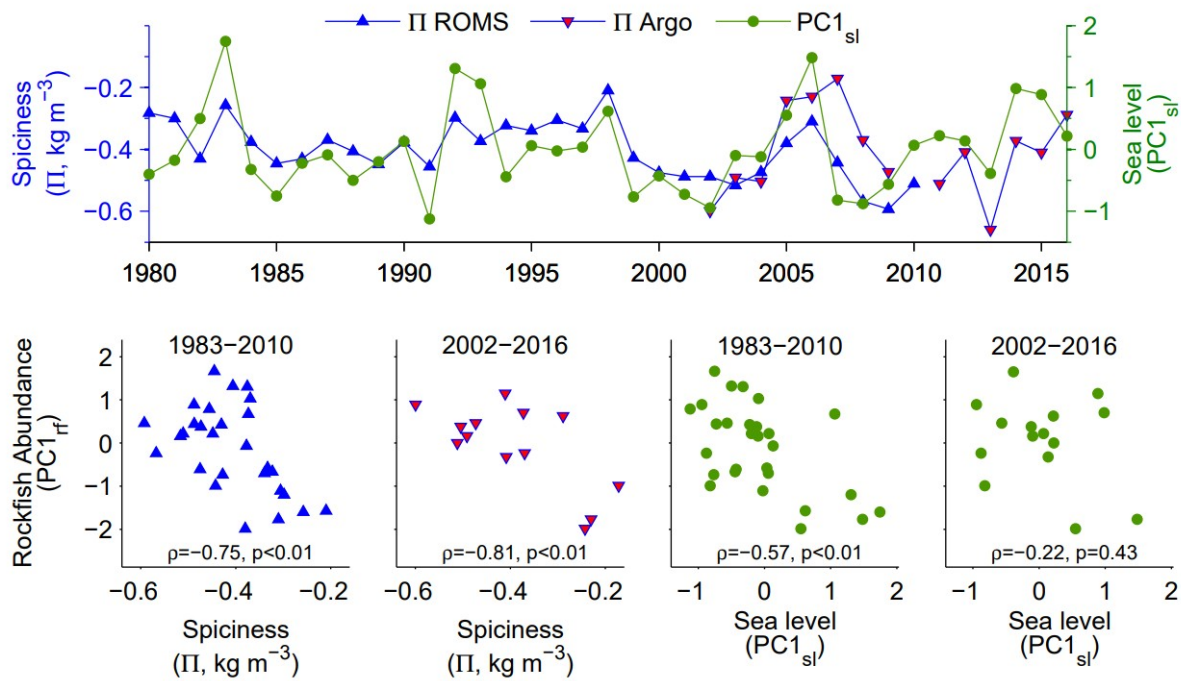 Π ROMS Π Argo PC1sl
Spiciness
(Π, kg m−3)
−0.2
−0.4
−0.6
2
1
0
−1
Sea level
(PC1sl)
1980 1985 1990 1995 2000 2005 2010 2015
Rockfish Abundance
(PC1rf)
2
1
0
−1
−2
1983−2010
ρ=−0.75, p<0.01
−0.6 −0.4 −0.2
Spiciness
(Π, kg m−3)
2002−2016
ρ=−0.81, p<0.01
−0.6 −0.4 −0.2
Spiciness
(Π, kg m−3)
1983−2010
ρ=−0.57, p<0.01
−1 0 1 2
Sea level
(PC1sl)
2002−2016
ρ=−0.22, p=0.43
−1 0 1 2
Sea level
(PC1sl)